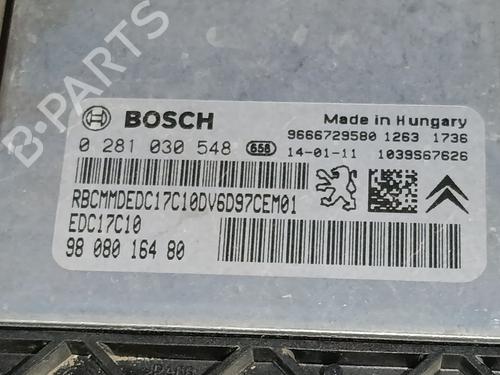 B-PARTS
BOSCH
Made in Hungary
9666729580 1263 1736
0 281 030 548 658
14-01-11 1039S67626
RBCMMDEDC17C10DV6D97CEM01
EDC17C10
98 080 164 80